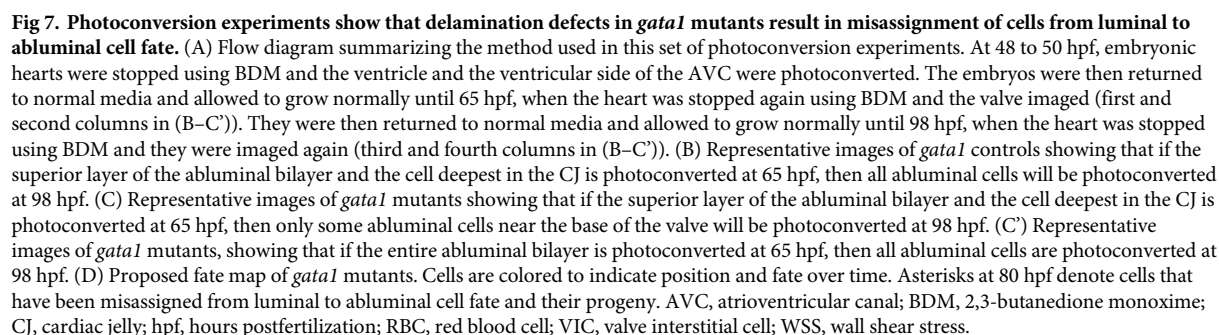 Fig 7. Photoconversion experiments show that delamination defects in gata1 mutants result in misassignment of cells from luminal to
abluminal cell fate. (A) Flow diagram summarizing the method used in this set of photoconversion experiments. At 48 to 50 hpf, embryonic
hearts were stopped using BDM and the ventricle and the ventricular side of the AVC were photoconverted. The embryos were then returned
to normal media and allowed to grow normally until 65 hpf, when the heart was stopped again using BDM and the valve imaged (first and
second columns in (B–C’)). They were then returned to normal media and allowed to grow normally until 98 hpf, when the heart was stopped
using BDM and they were imaged again (third and fourth columns in (B–C’)). (B) Representative images of gata1 controls showing that if the
superior layer of the abluminal bilayer and the cell deepest in the CJ is photoconverted at 65 hpf, then all abluminal cells will be photoconverted
at 98 hpf. (C) Representative images of gata1 mutants showing that if the superior layer of the abluminal bilayer and the cell deepest in the CJ is
photoconverted at 65 hpf, then only some abluminal cells near the base of the valve will be photoconverted at 98 hpf. (C’) Representative
images of gata1 mutants, showing that if the entire abluminal bilayer is photoconverted at 65 hpf, then all abluminal cells are photoconverted at
98 hpf. (D) Proposed fate map of gata1 mutants. Cells are colored to indicate position and fate over time. Asterisks at 80 hpf denote cells that
have been misassigned from luminal to abluminal cell fate and their progeny. AVC, atrioventricular canal; BDM, 2,3-butanedione monoxime;
CJ, cardiac jelly; hpf, hours postfertilization; RBC, red blood cell; VIC, valve interstitial cell; WSS, wall shear stress.